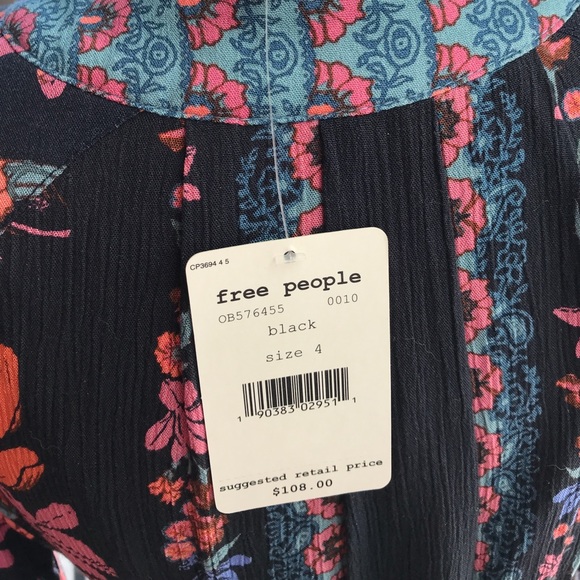 CP3694 4 5
free people
OB576455 0010
black
size 4
1 90383 02951 1
suggested retail price
$108.00